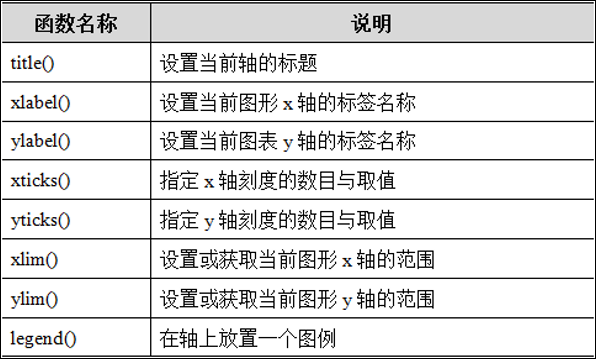 函数名称 说明
title() 设置当前轴的标题
xlabel() 设置当前图形 x 轴的标签名称
ylabel() 设置当前图表 y 轴的标签名称
xticks() 指定 x 轴刻度的数目与取值
yticks() 指定 y 轴刻度的数目与取值
xlim() 设置或获取当前图形 x 轴的范围
ylim() 设置或获取当前图形 y 轴的范围
legend() 在轴上放置一个图例